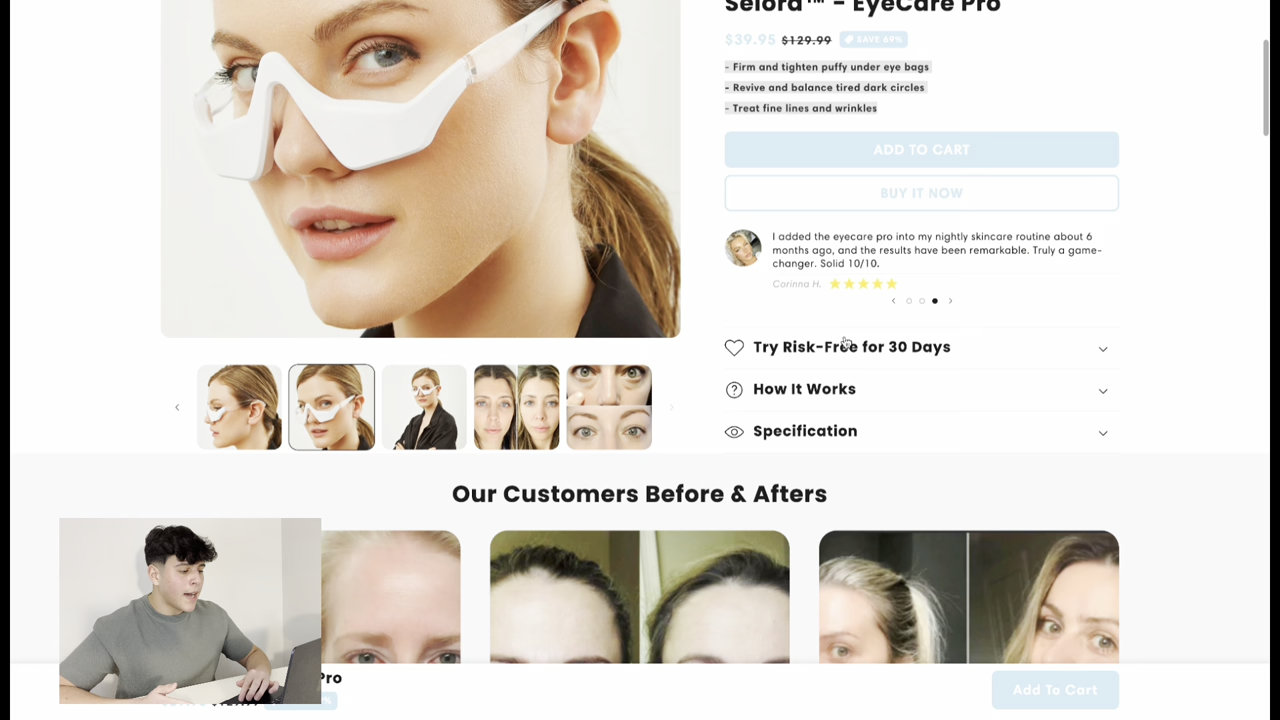 Selora™ - EyeCare Pro
$39.95 $129.99 SAVE 69%
- Firm and tighten puffy under eye bags
- Revive and balance tired dark circles
- Treat fine lines and wrinkles
ADD TO CART
BUY IT NOW
I added the eyecare pro into my nightly skincare routine about 6
months ago, and the results have been remarkable. Truly a game-
changer. Solid 10/10.
Corinna H.
Try Risk-Free for 30 Days
How It Works
Specification
Our Customers Before & Afters
Pro
Add To Cart